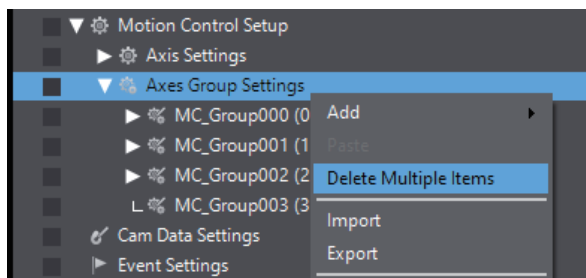 Motion Control Setup
Axis Settings
Axes Group Settings
MC_Group000 (0
MC_Group001 (1
MC_Group002 (2
MC_Group003 (3
Cam Data Settings
Event Settings
Add
Paste
Delete Multiple Items
Import
Export